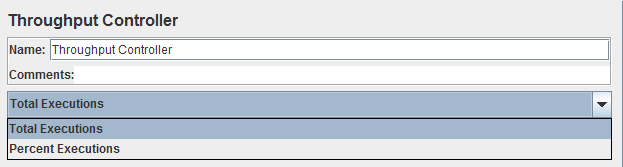 Throughput Controller
Name: Throughput Controller
Comments:
Total Executions
Total Executions
Percent Executions